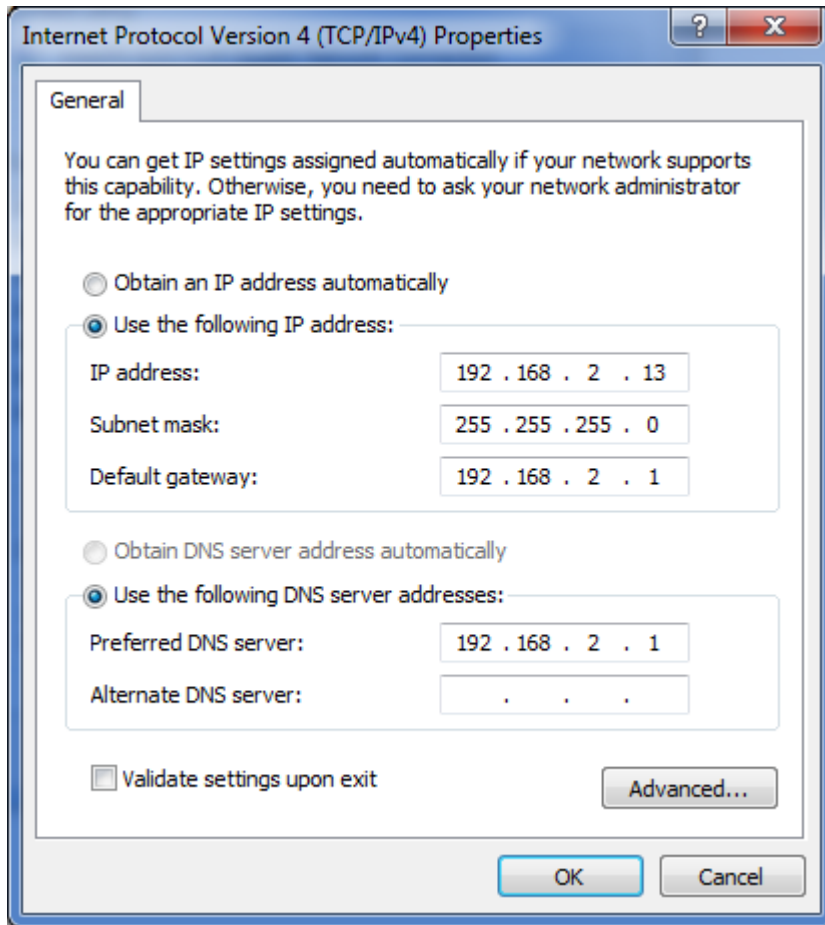 Internet Protocol Version 4 (TCP/IPv4) Properties
?
X
General
You can get IP settings assigned automatically if your network supports
this capability. Otherwise, you need to ask your network administrator
for the appropriate IP settings.
Obtain an IP address automatically
Use the following IP address:
IP address: 192 . 168 . 2 . 13
Subnet mask: 255 . 255 . 255 . 0
Default gateway: 192 . 168 . 2 . 1
Obtain DNS server address automatically
Use the following DNS server addresses:
Preferred DNS server: 192 . 168 . 2 . 1
Alternate DNS server: . . .
Validate settings upon exit
Advanced...
OK Cancel